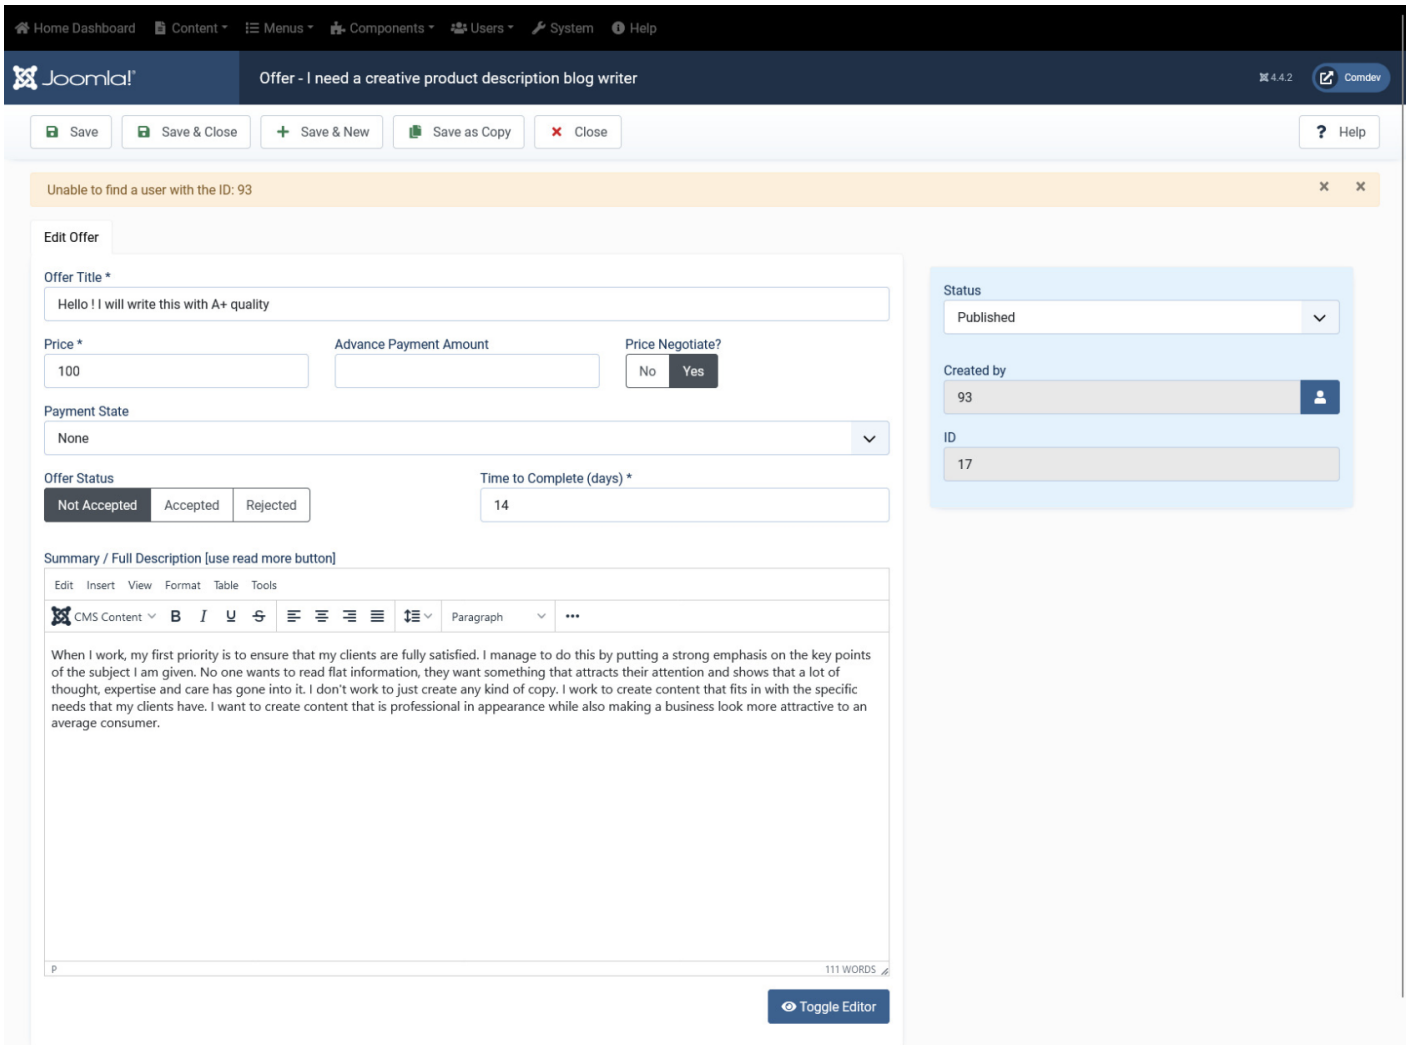 Home Dashboard Content Menus Components Users System Help
Joomla!® Offer - I need a creative product description blog writer 4.4.2 Comdev
Save Save & Close Save & New Save as Copy Close Help
Unable to find a user with the ID: 93
Edit Offer
Offer Title *
Hello ! I will write this with A+ quality
Price * Advance Payment Amount Price Negotiate?
100 No Yes
Payment State
None
Offer Status Time to Complete (days) *
Not Accepted Accepted Rejected 14
Summary / Full Description [use read more button]
Edit Insert View Format Table Tools
CMS Content B I U S Paragraph
When I work, my first priority is to ensure that my clients are fully satisfied. I manage to do this by putting a strong emphasis on the key points
of the subject I am given. No one wants to read flat information, they want something that attracts their attention and shows that a lot of
thought, expertise and care has gone into it. I don't work to just create any kind of copy. I work to create content that fits in with the specific
needs that my clients have. I want to create content that is professional in appearance while also making a business look more attractive to an
average consumer.
P 111 WORDS
Toggle Editor
Status
Published
Created by
93
ID
17